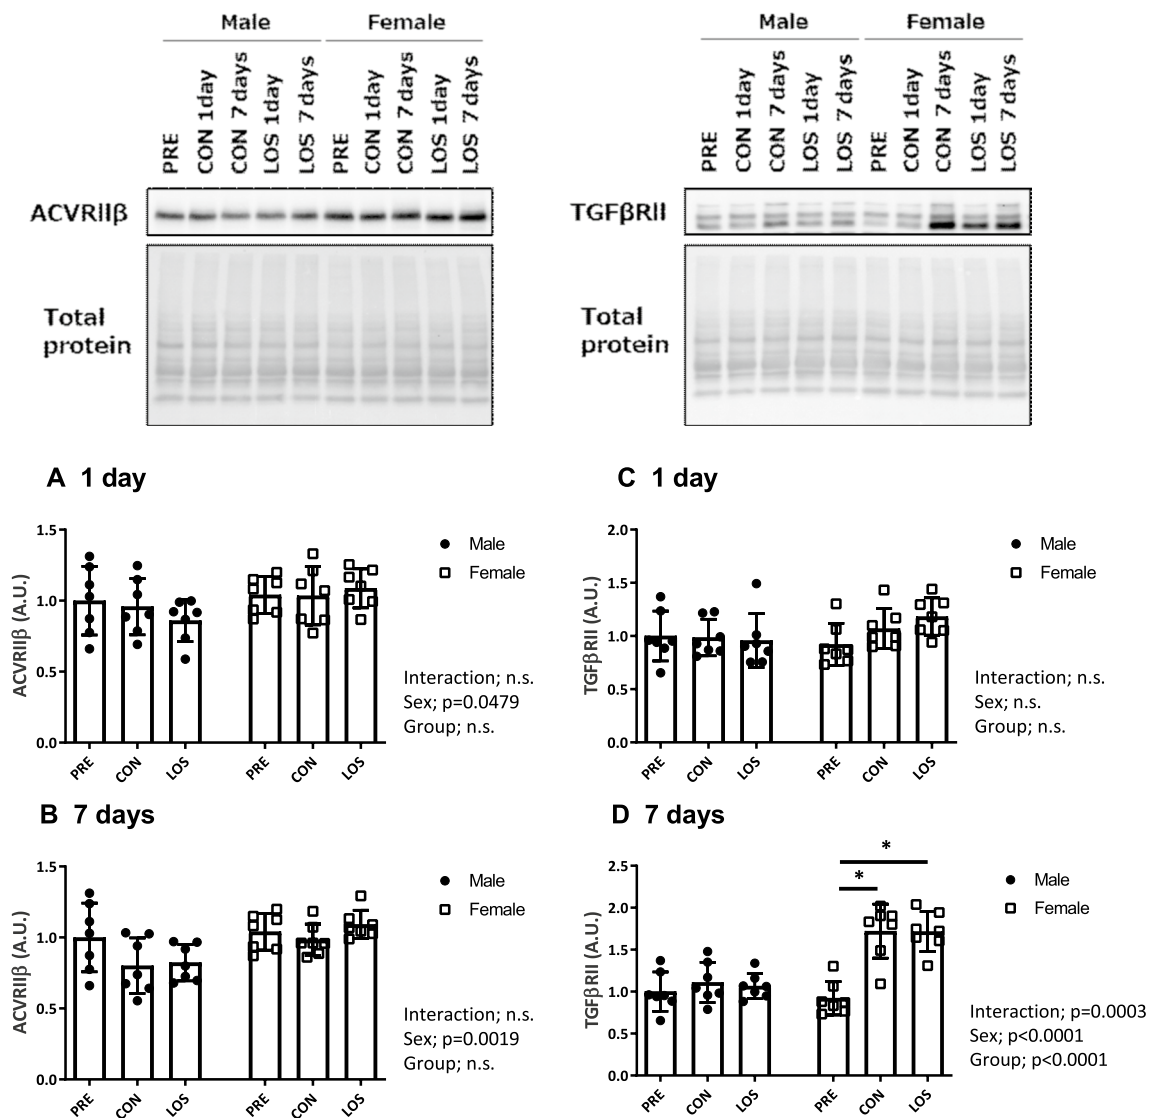 Male Female
PRE
CON 1day
CON 7 days
LOS 1day
LOS 7 days
PRE
CON 1day
CON 7 days
LOS 1day
LOS 7 days
ACVRIIβ
Total
protein
Male Female
PRE
CON 1day
CON 7 days
LOS 1day
LOS 7 days
PRE
CON 1day
CON 7 days
LOS 1day
LOS 7 days
TGFβRII
Total
protein
A 1 day
ACVRIIβ (A.U.)
1.5
1.0
0.5
0.0
PRE CON LOS PRE CON LOS
Male
Female
Interaction; n.s.
Sex; p=0.0479
Group; n.s.
C 1 day
TGFβRII (A.U.)
2.0
1.5
1.0
0.5
0.0
PRE CON LOS PRE CON LOS
Male
Female
Interaction; n.s.
Sex; n.s.
Group; n.s.
B 7 days
ACVRIIβ (A.U.)
1.5
1.0
0.5
0.0
PRE CON LOS PRE CON LOS
Male
Female
Interaction; n.s.
Sex; p=0.0019
Group; n.s.
D 7 days
TGFβRII (A.U.)
2.5
2.0
1.5
1.0
0.5
0.0
*
*
PRE CON LOS PRE CON LOS
Male
Female
Interaction; p=0.0003
Sex; p<0.0001
Group; p<0.0001